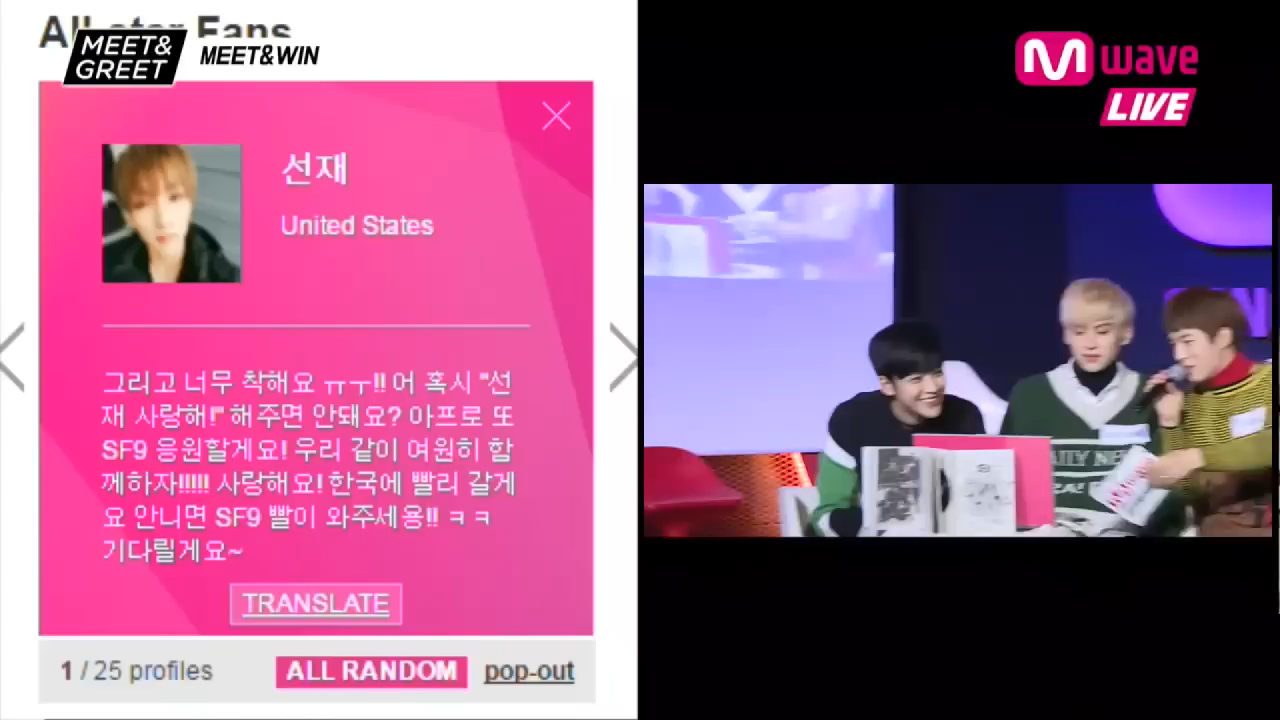 All-star Fans
MEET&
GREET
MEET&WIN
M wave
LIVE
선재
United States
그리고 너무 착해요 ㅠㅜ!! 어 혹시 "선
재 사랑해!" 해주면 안돼요? 아프로 또
SF9 응원할게요! 우리 같이 여원히 함
께하자!!!!! 사랑해요! 한국에 빨리 갈게
요 안니면 SF9 빨이 와주세용!! ㅋㅋ
기다릴게요~
TRANSLATE
1 / 25 profiles
ALL RANDOM
pop-out